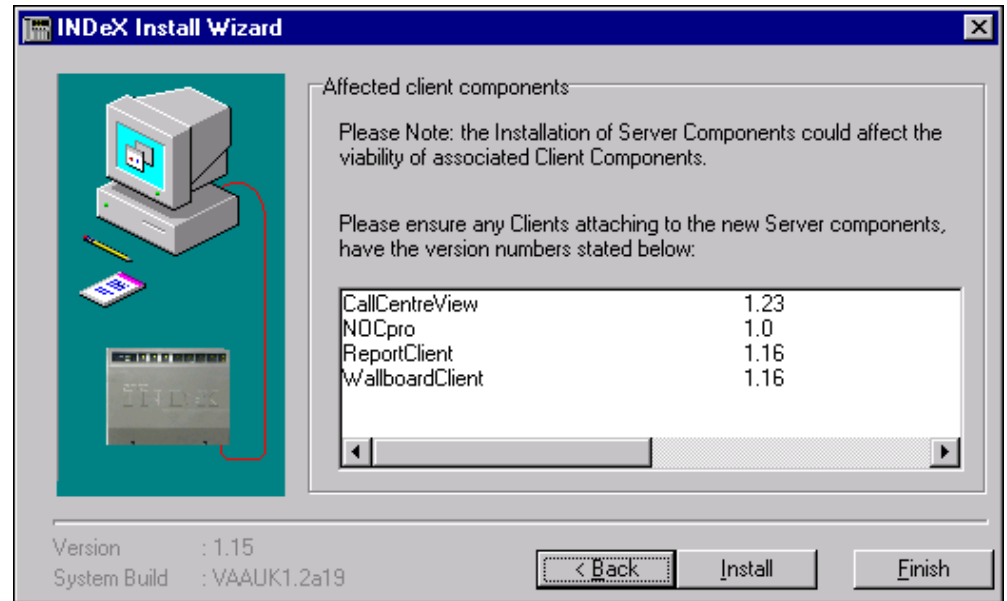 INDeX Install Wizard
Affected client components
Please Note: the Installation of Server Components could affect the
viability of associated Client Components.
Please ensure any Clients attaching to the new Server components,
have the version numbers stated below:
CallCentreView 1.23
NOCpro 1.0
ReportClient 1.16
WallboardClient 1.16
INDeX
Version : 1.15
System Build : VAAUK1.2a19
< Back Install Finish